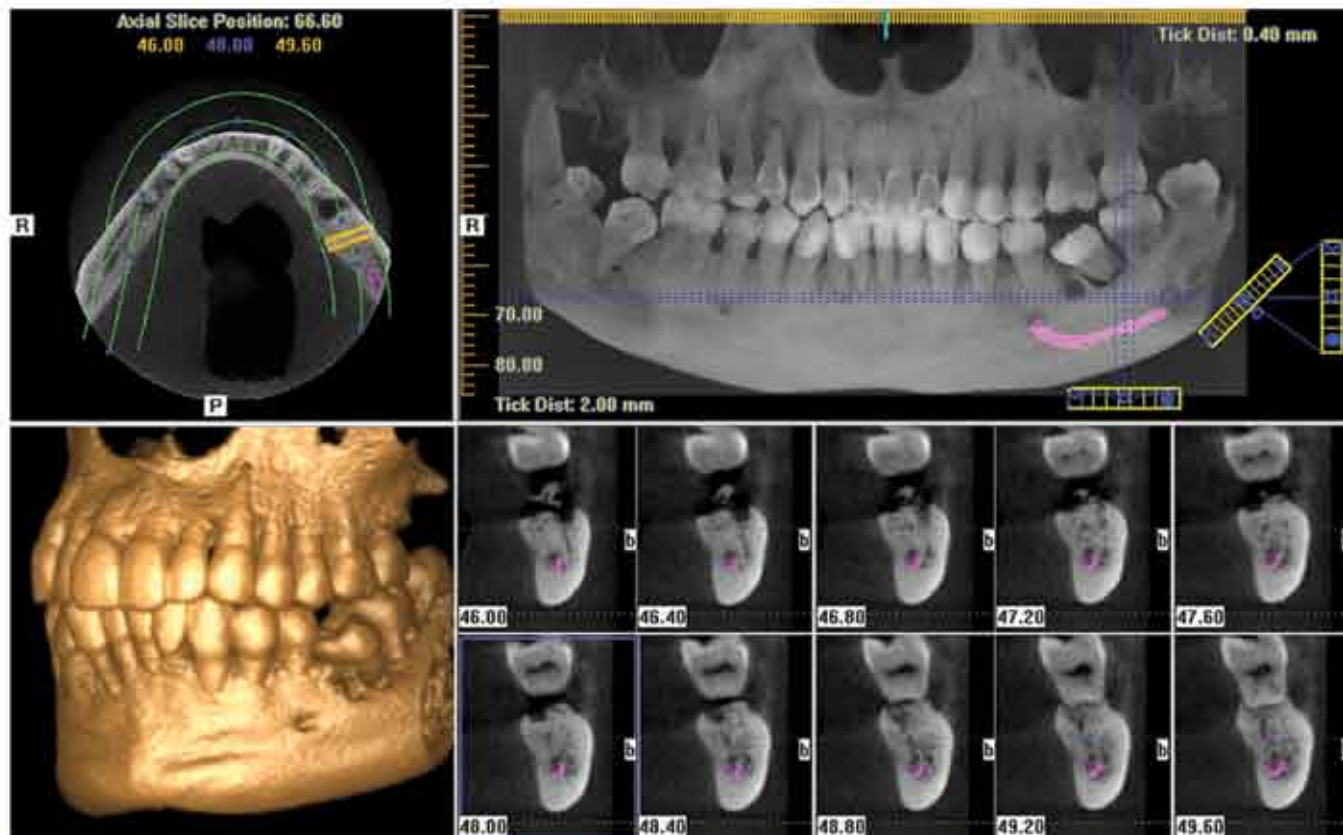 Axial Slice Position: 66.60
46.00 48.00 49.60
R
P
Tick Dist: 0.40 mm
R
70.00
80.00
Tick Dist: 2.00 mm
b
46.00
b
46.40
b
46.80
b
47.20
47.60
b
48.00
b
48.40
b
48.80
b
49.20
49.60